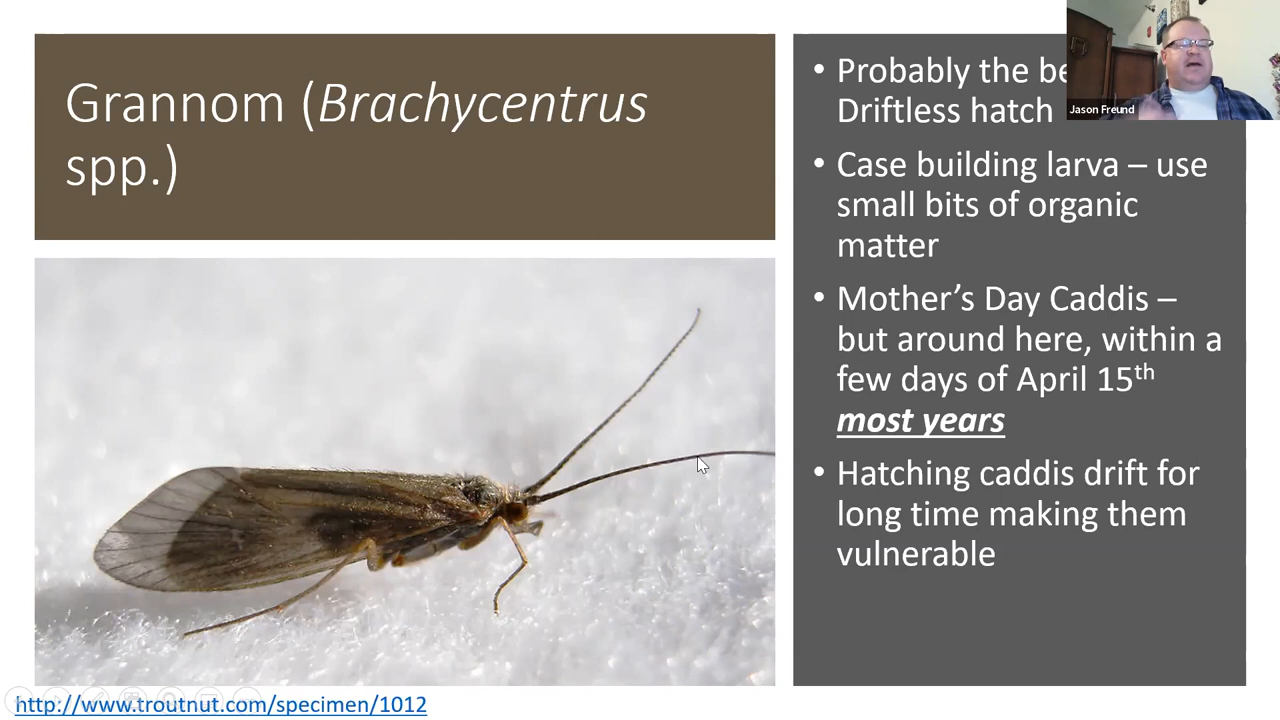 Grannom (Brachycentrus
spp.)
• Probably the
Driftless hatch
• Case building larva – use
small bits of organic
matter
• Mother’s Day Caddis –
but around here, within a
few days of April 15th
most years
• Hatching caddis drift for
long time making them
vulnerable
Jason Freund
http://www.troutnut.com/specimen/1012